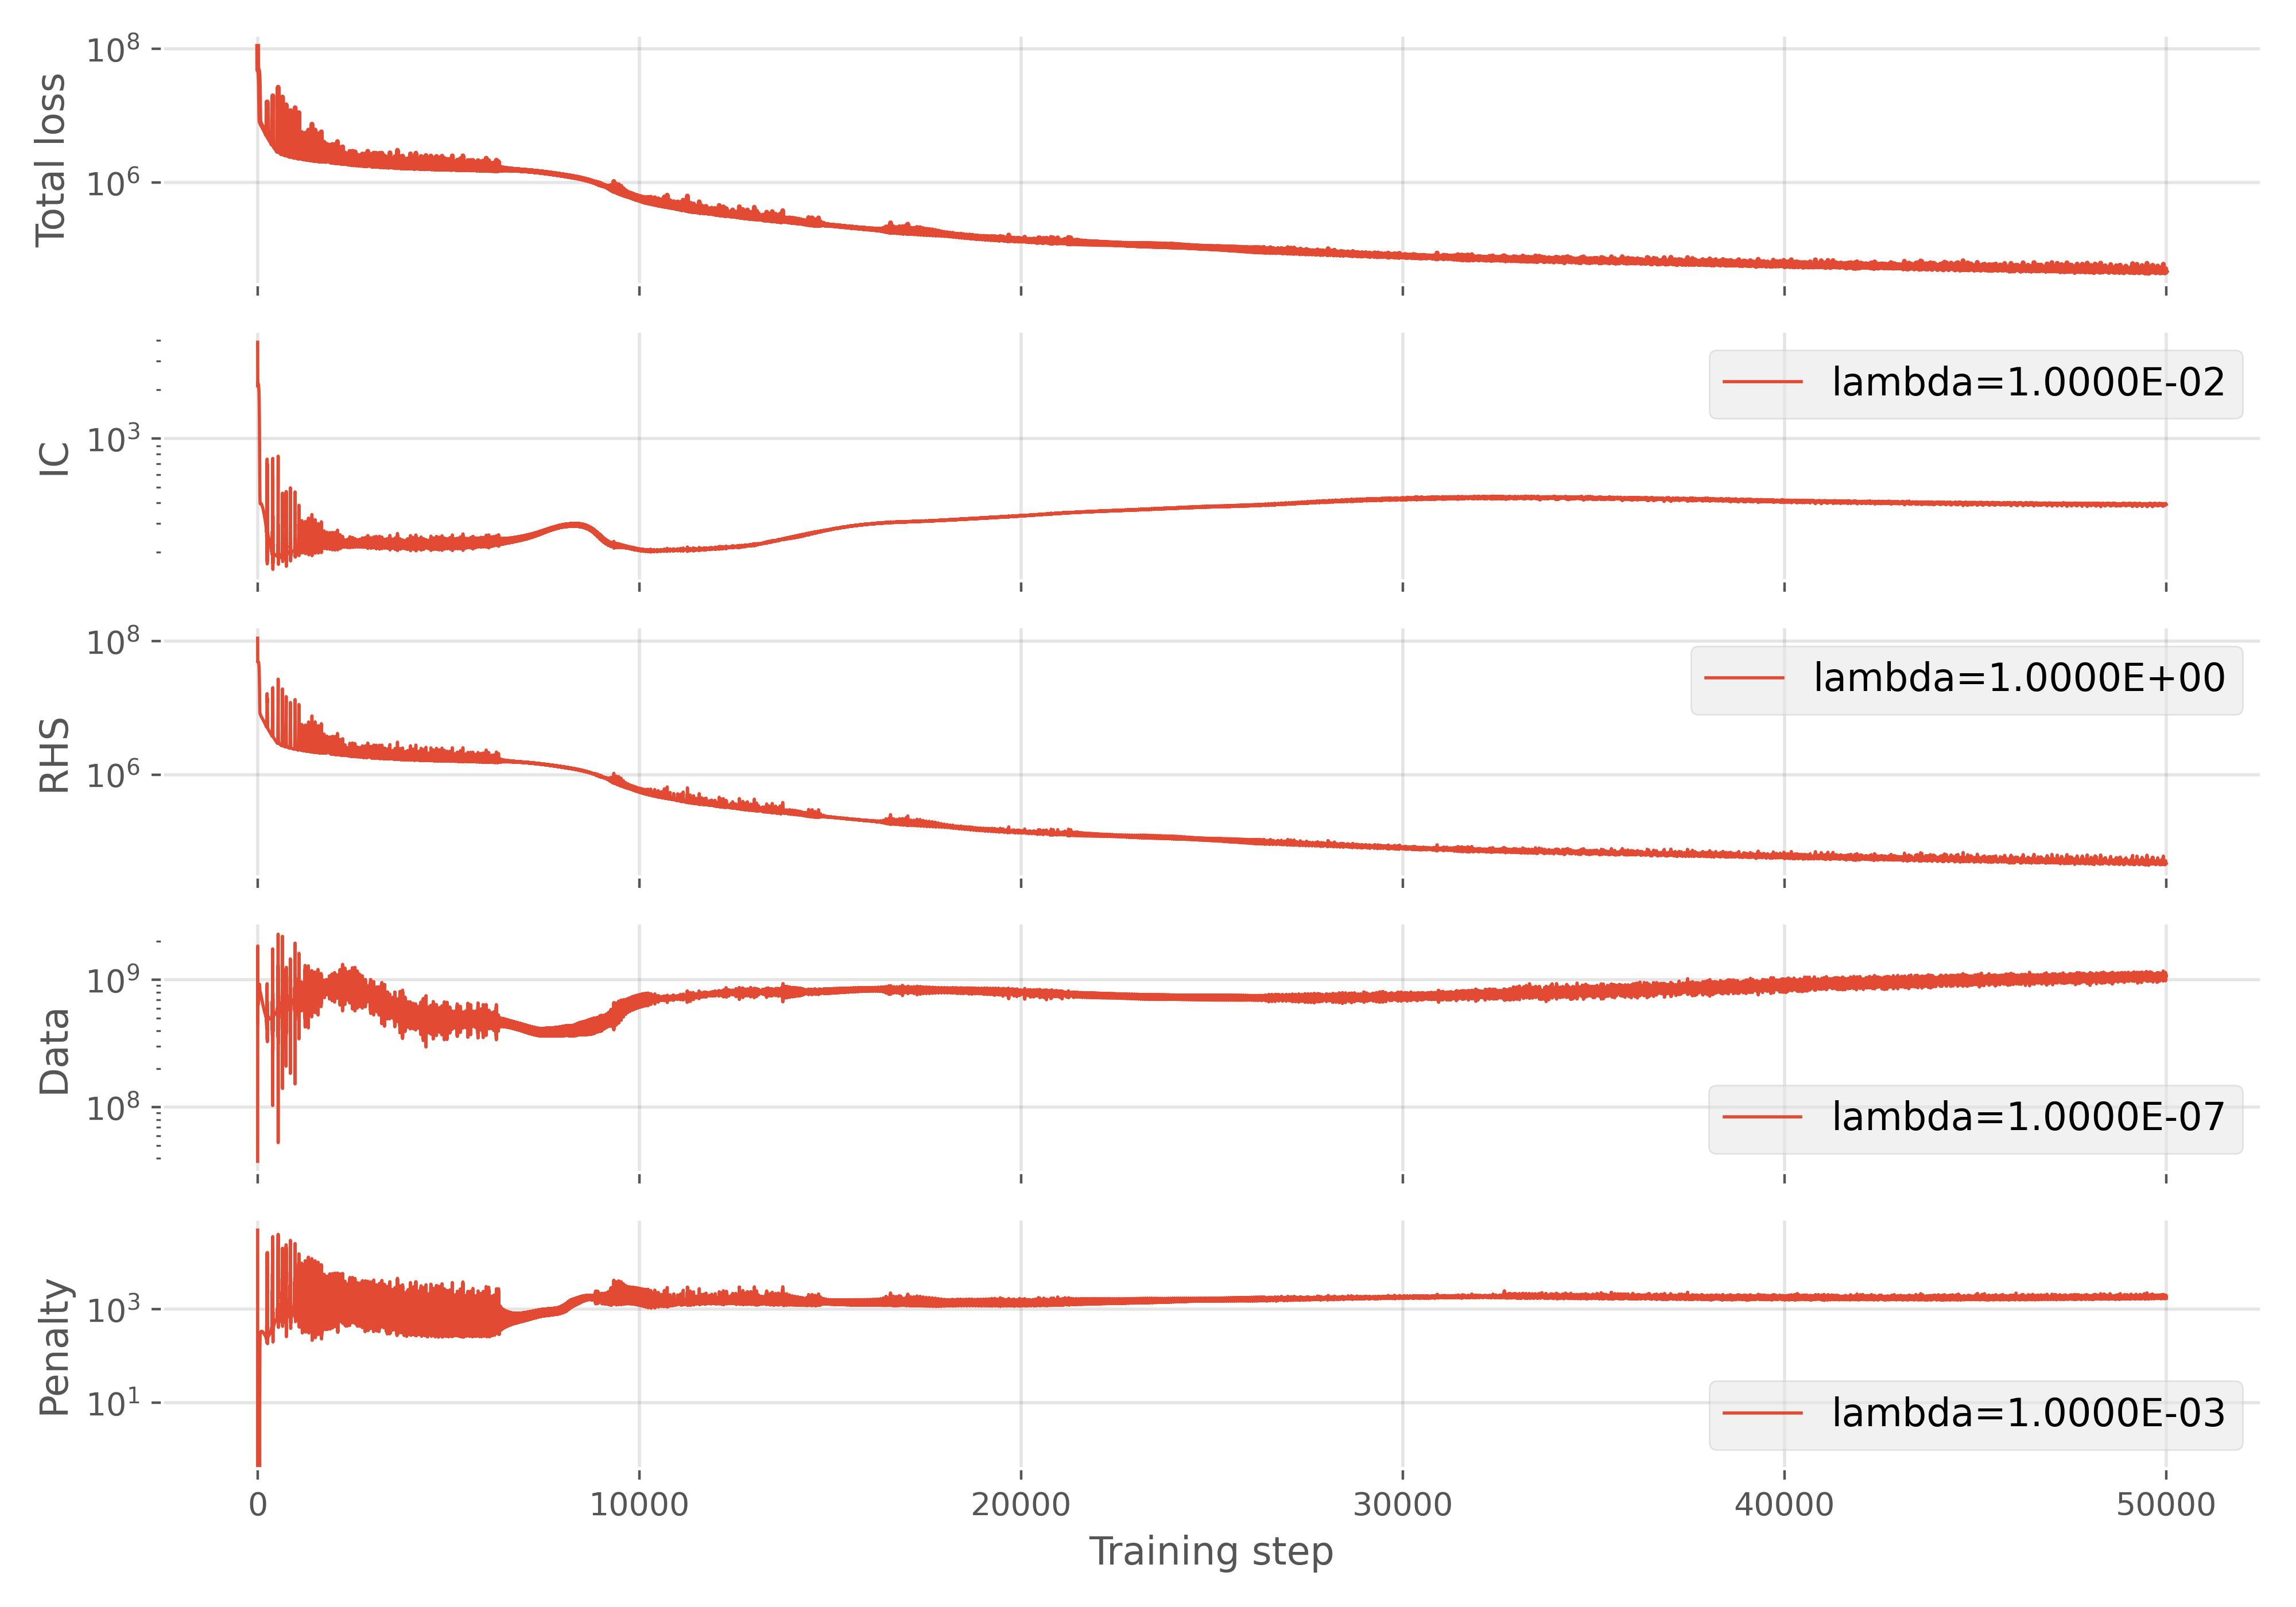 Total loss
10^8
10^6
IC
10^3
lambda=1.0000E-02
RHS
10^8
10^6
lambda=1.0000E+00
Data
10^9
10^8
lambda=1.0000E-07
Penalty
10^3
10^1
lambda=1.0000E-03
0 10000 20000 30000 40000 50000
Training step